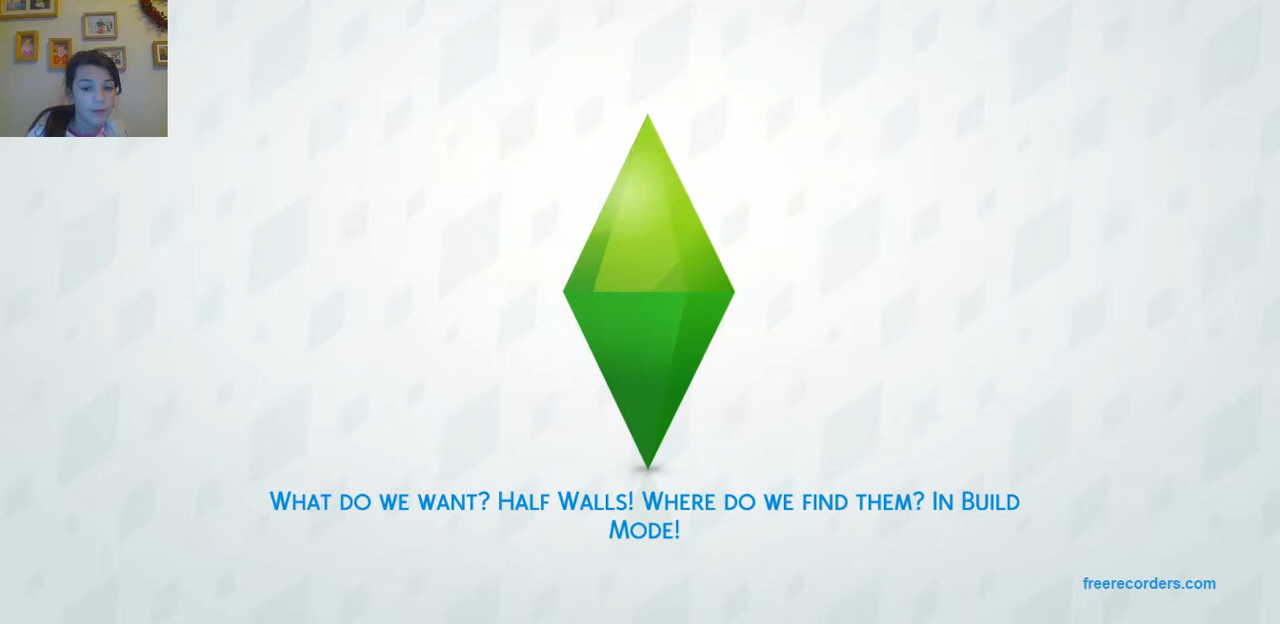 What do we want? Half Walls! Where do we find them? In Build
Mode!
freerecorders.com